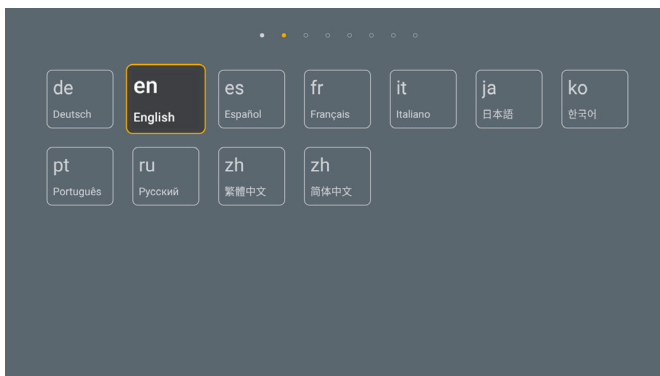 de
Deutsch
en
English
es
Español
fr
Français
it
Italiano
ja
日本語
ko
한국어
pt
Português
ru
Русский
zh
繁體中文
zh
简体中文